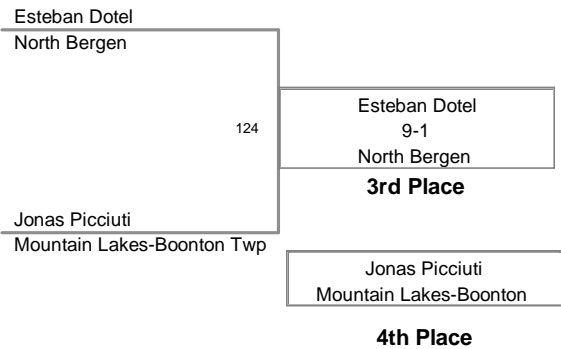 Esteban Dotel
North Bergen
124
Esteban Dotel
9-1
North Bergen
3rd Place
Jonas Picciuti
Mountain Lakes-Boonton Twp
Jonas Picciuti
Mountain Lakes-Boonton
4th Place